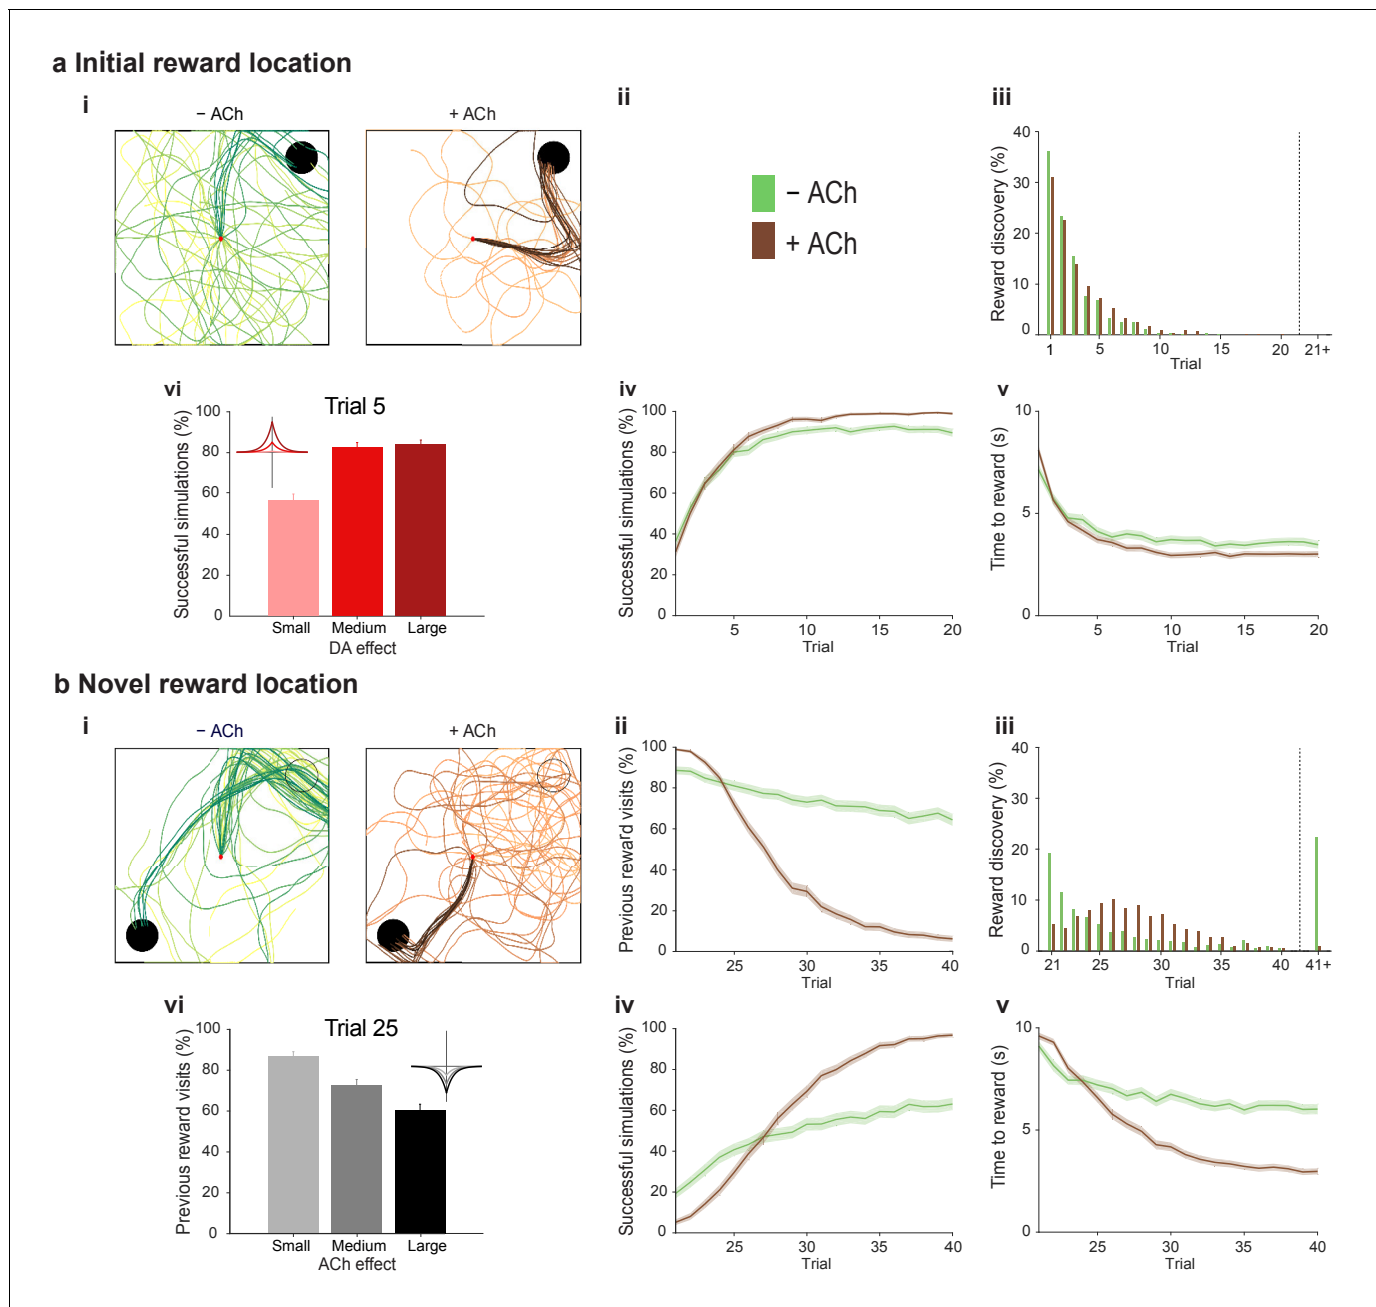 a Initial reward location
i
− ACh
+ ACh
ii
− ACh
+ ACh
iii
Reward discovery (%)
40
30
20
10
0
1
5
10
15
20
21+
Trial
vi
Trial 5
Successful simulations (%)
100
80
60
40
20
0
Small
Medium
Large
DA effect
iv
Successful simulations (%)
100
80
60
40
20
0
5
10
15
20
Trial
v
Time to reward (s)
10
5
0
5
10
15
20
Trial
b Novel reward location
i
− ACh
+ ACh
ii
Previous reward visits (%)
100
80
60
40
20
0
25
30
35
40
Trial
iii
Reward discovery (%)
40
30
20
10
0
21
25
30
35
40
41+
Trial
vi
Trial 25
Previous reward visits (%)
100
80
60
40
20
0
Small
Medium
Large
ACh effect
iv
Successful simulations (%)
100
80
60
40
20
0
25
30
35
40
Trial
v
Time to reward (s)
10
5
0
25
30
35
40
Trial